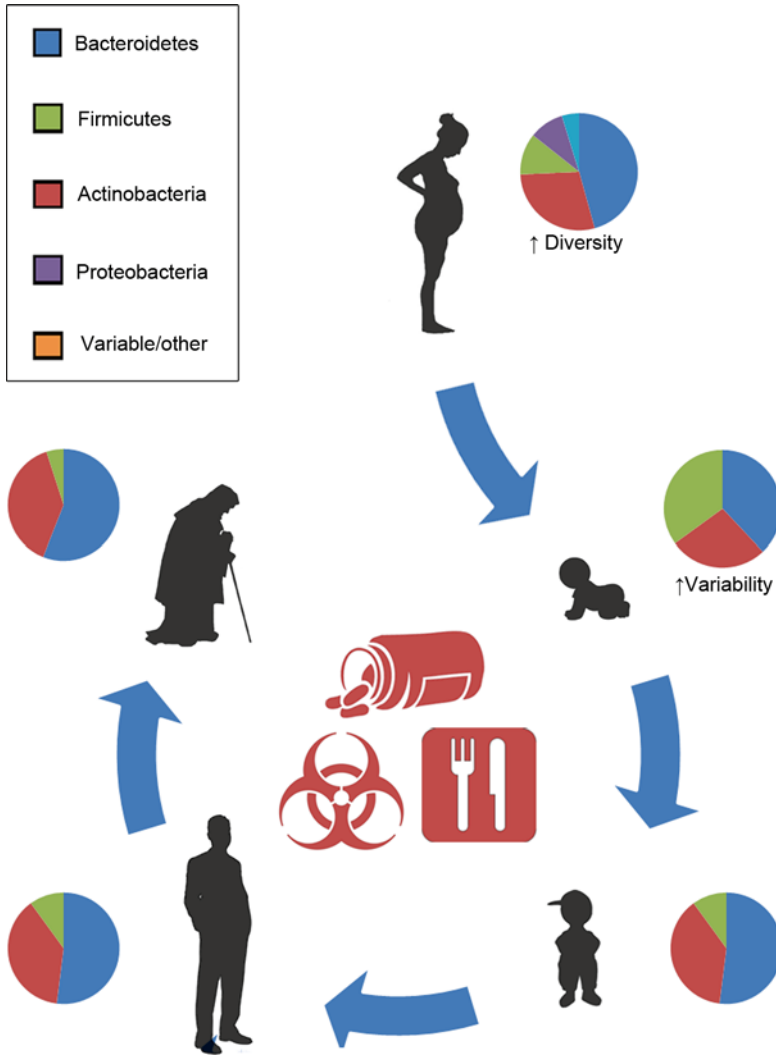 Bacteroidetes
Firmicutes
Actinobacteria
Proteobacteria
Variable/other
↑ Diversity
↑Variability